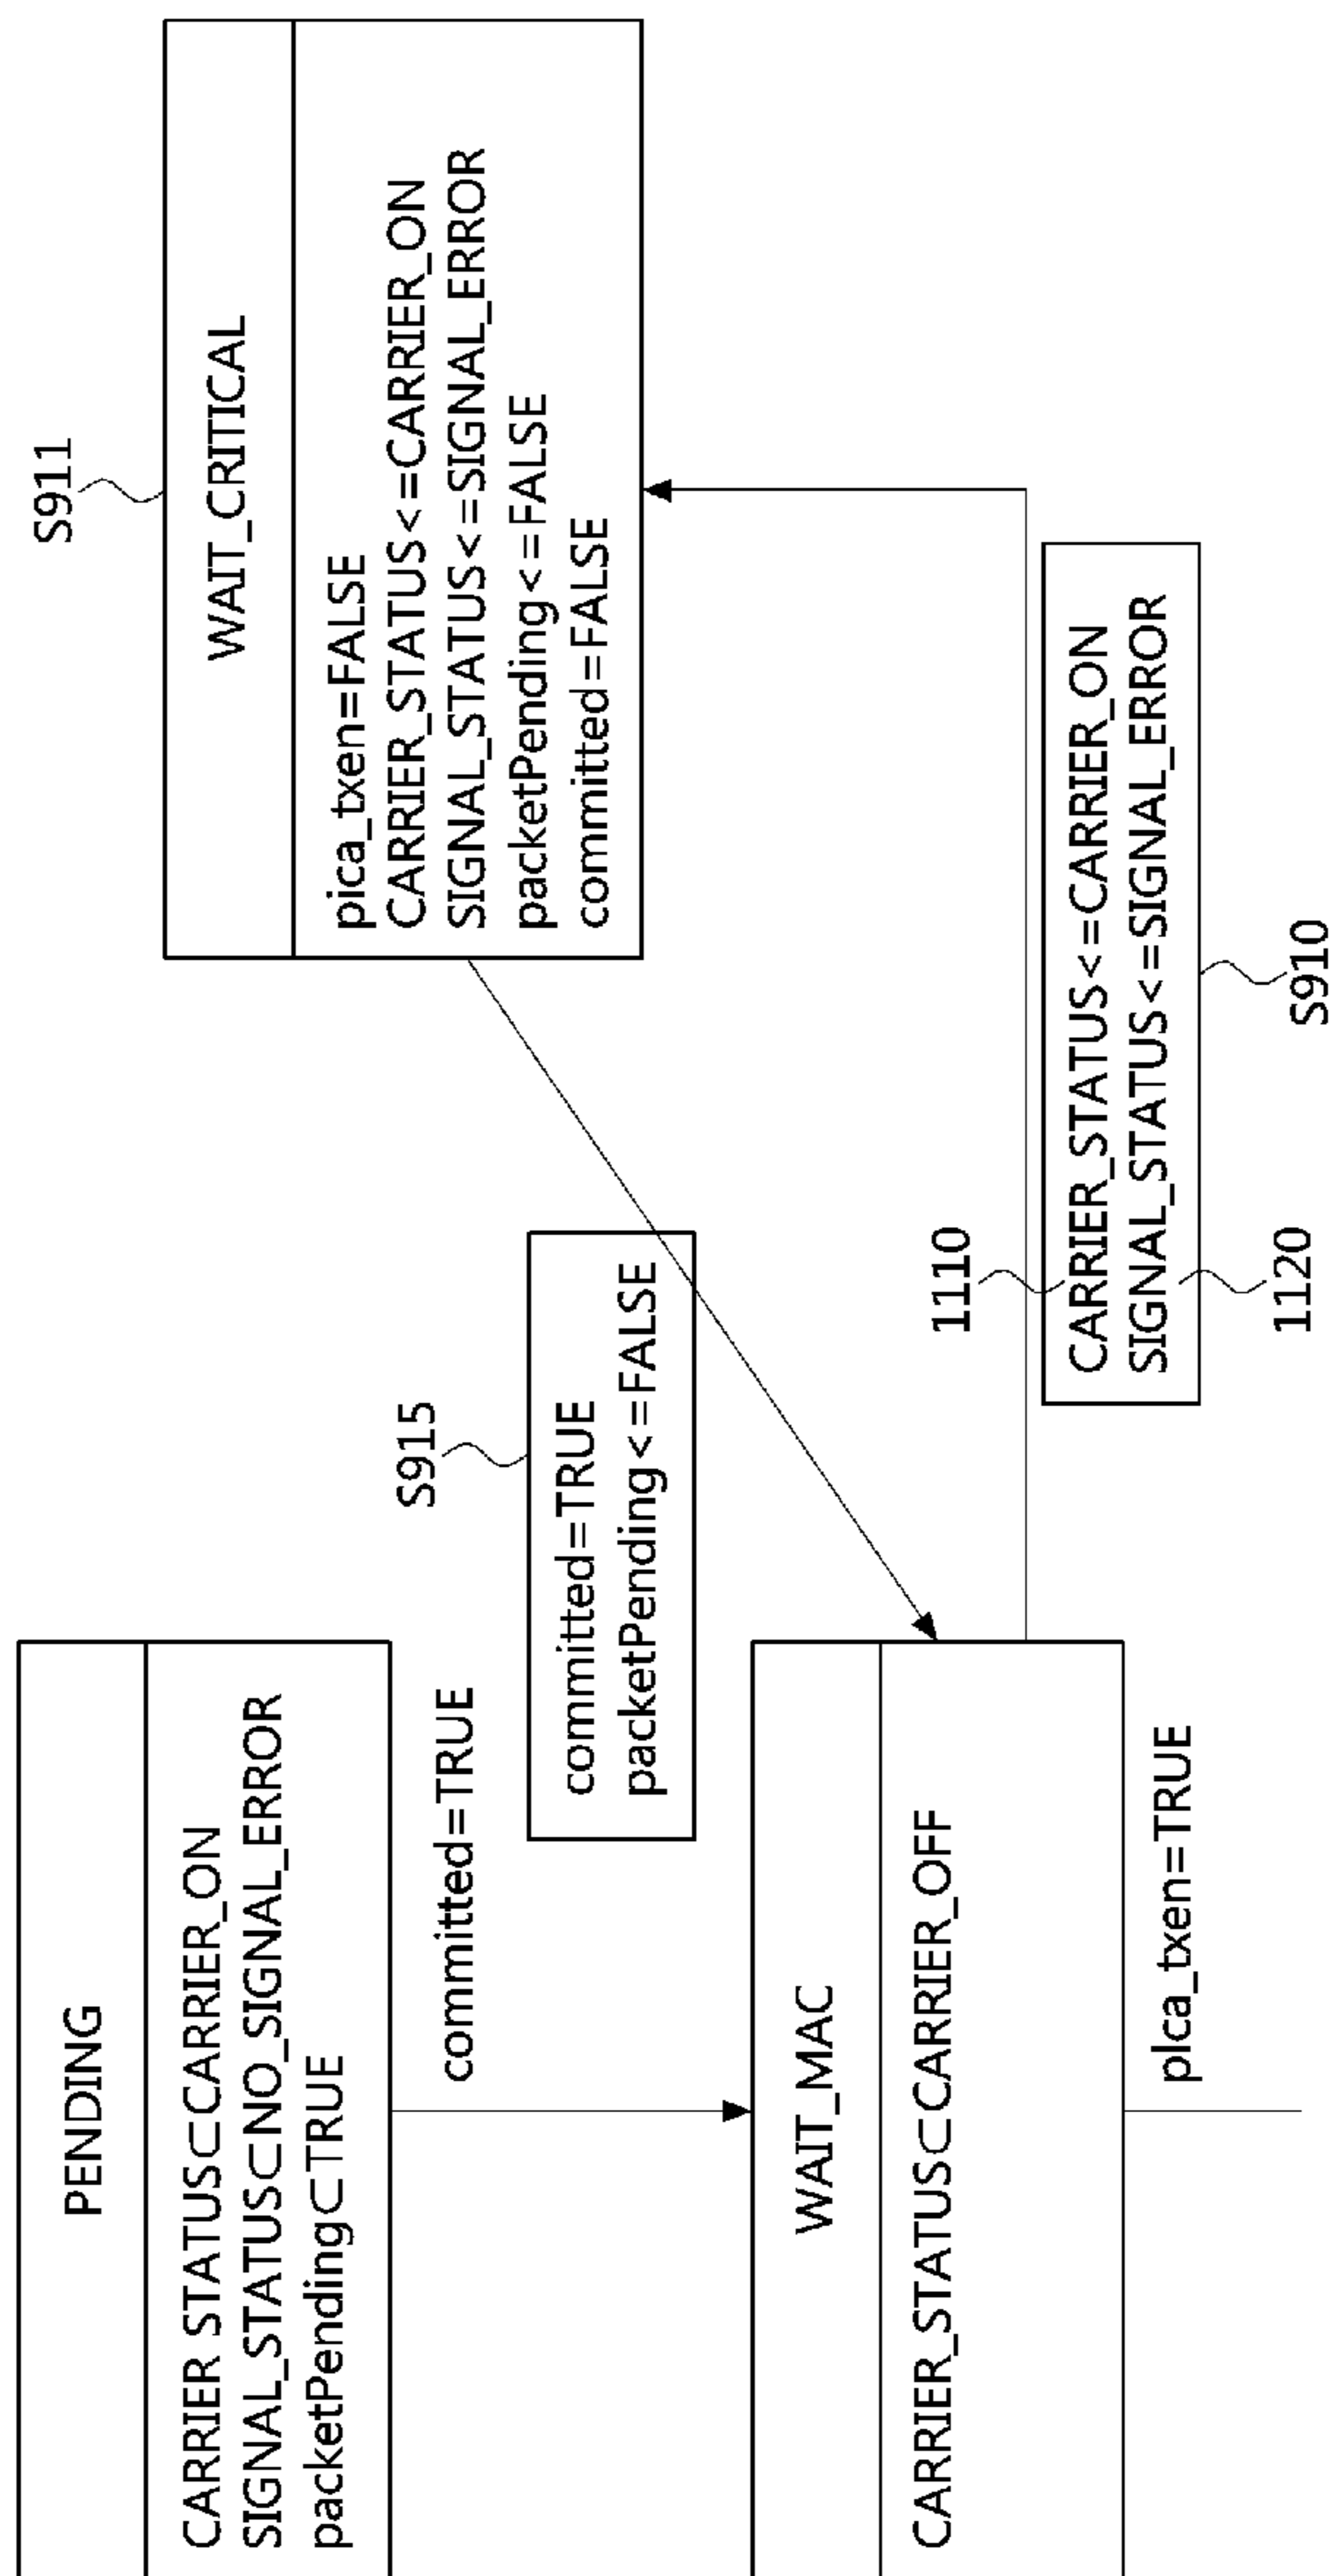 PENDING
CARRIER STATUS⊂CARRIER_ON
SIGNAL_STATUS⊂NO_SIGNAL_ERROR
packetPending⊂TRUE
committed=TRUE
S915
committed=TRUE
packetPending<=FALSE
WAIT_MAC
CARRIER_STATUS⊂CARRIER_OFF
plca_txen=TRUE
S911
WAIT_CRITICAL
pica_txen=FALSE
CARRIER_STATUS<=CARRIER_ON
SIGNAL_STATUS<=SIGNAL_ERROR
packetPending<=FALSE
committed=FALSE
1110
CARRIER_STATUS<=CARRIER_ON
SIGNAL_STATUS<=SIGNAL_ERROR
1120
S910